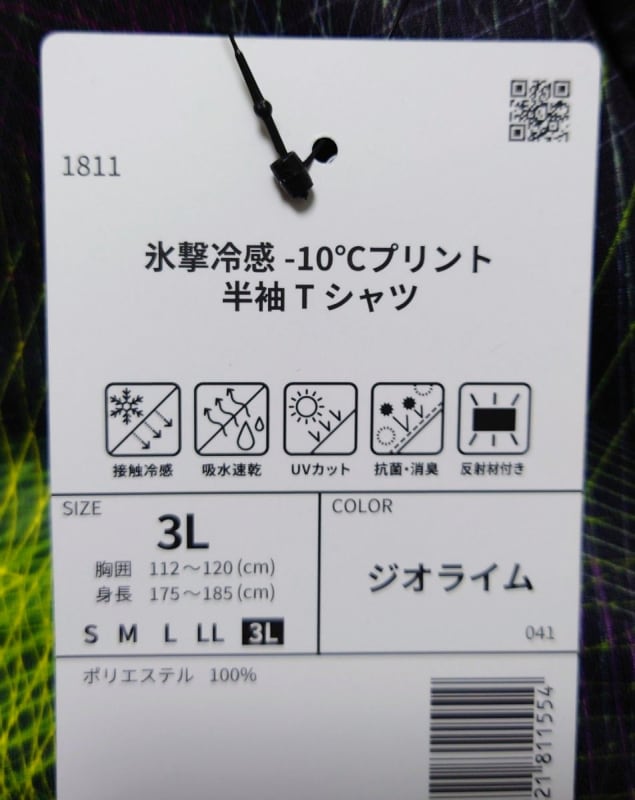 1811
氷撃冷感 -10℃プリント
半袖 T シャツ
接触冷感 吸水速乾 UVカット 抗菌・消臭 反射材付き
SIZE
3L
胸囲 112～120 (cm)
身長 175～185 (cm)
S M L LL 3L
COLOR
ジオライム
041
ポリエステル 100%
21811554